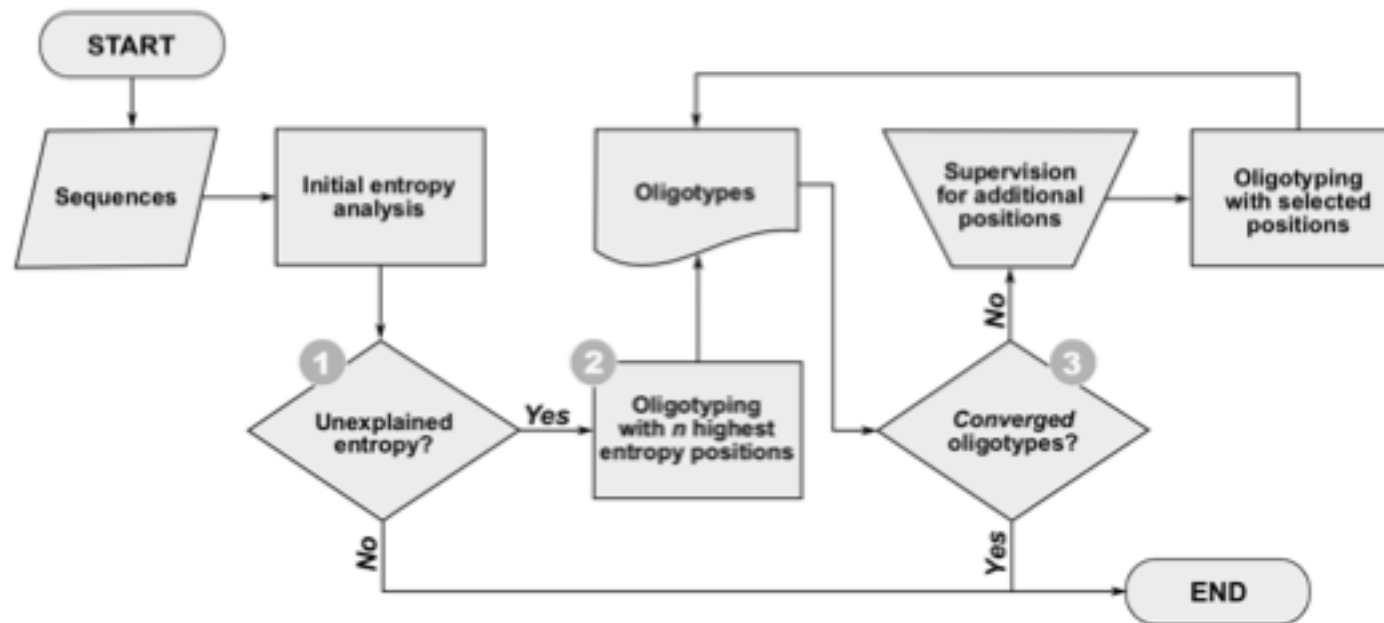 START
Sequences
Initial entropy
analysis
Oligotypes
Supervision
for additional
positions
Oligotyping
with selected
positions
1
Unexplained
entropy?
Yes
No
2
Oligotyping
with n highest
entropy positions
3
Converged
oligotypes?
No
Yes
END